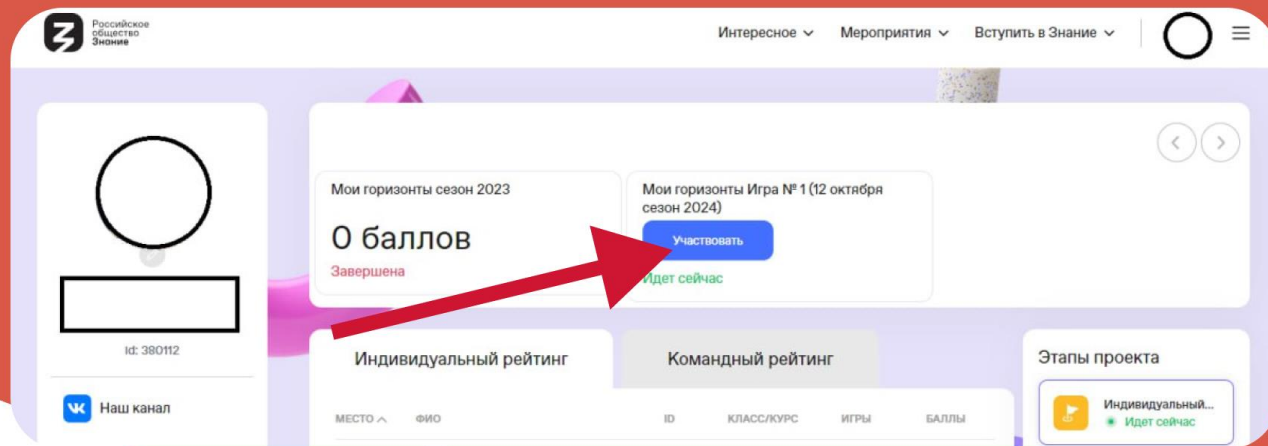 Российское
общество
Знание
Интересное
Мероприятия
Вступить в Знание
Мои горизонты сезон 2023
0 баллов
Завершена
Мои горизонты Игра № 1 (12 октября
сезон 2024)
Участвовать
Идет сейчас
Id: 380112
Наш канал
Индивидуальный рейтинг
Командный рейтинг
МЕСТО
ФИО
ID
КЛАСС/КУРС
ИГРЫ
БАЛЛЫ
Этапы проекта
Индивидуальный...
Идет сейчас